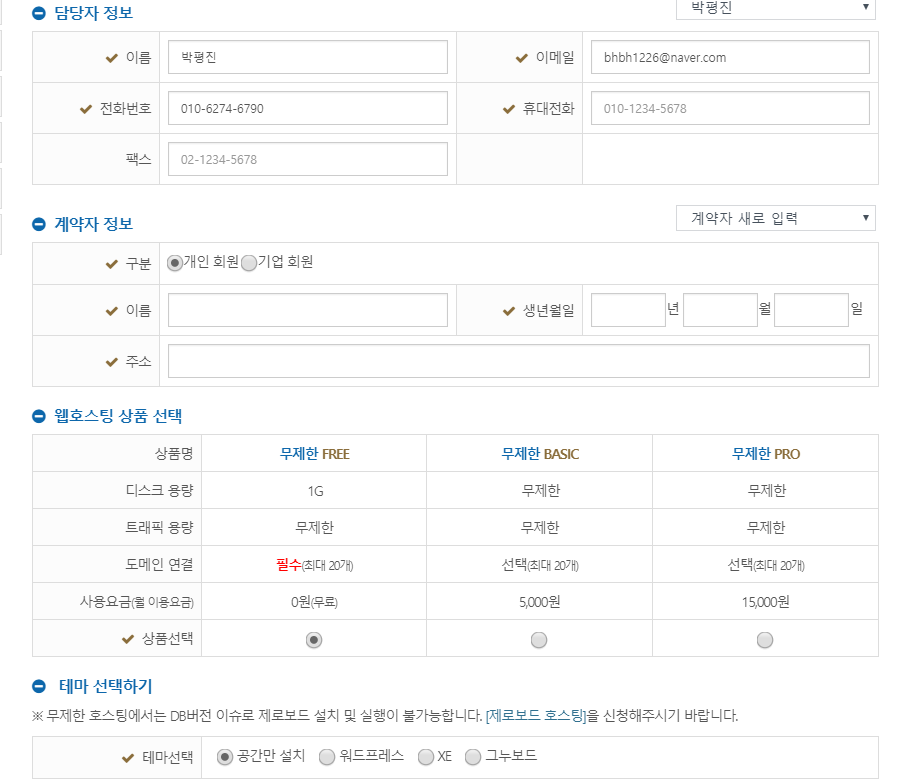 담당자 정보
박평진
이름 박평진 이메일 bhbh1226@naver.com
전화번호 010-6274-6790 휴대전화 010-1234-5678
팩스 02-1234-5678
계약자 정보 계약자 새로 입력
구분 개인 회원 기업 회원
이름 생년월일 년 월 일
주소
웹호스팅 상품 선택
상품명 무제한 FREE 무제한 BASIC 무제한 PRO
디스크 용량 1G 무제한 무제한
트래픽 용량 무제한 무제한 무제한
도메인 연결 필수(최대 20개) 선택(최대 20개) 선택(최대 20개)
사용요금(월 이용요금) 0원(무료) 5,000원 15,000원
상품선택
테마 선택하기
※ 무제한 호스팅에서는 DB버전 이슈로 제로보드 설치 및 실행이 불가능합니다. [제로보드 호스팅]을 신청해주시기 바랍니다.
테마선택 공간만 설치 워드프레스 XE 그누보드